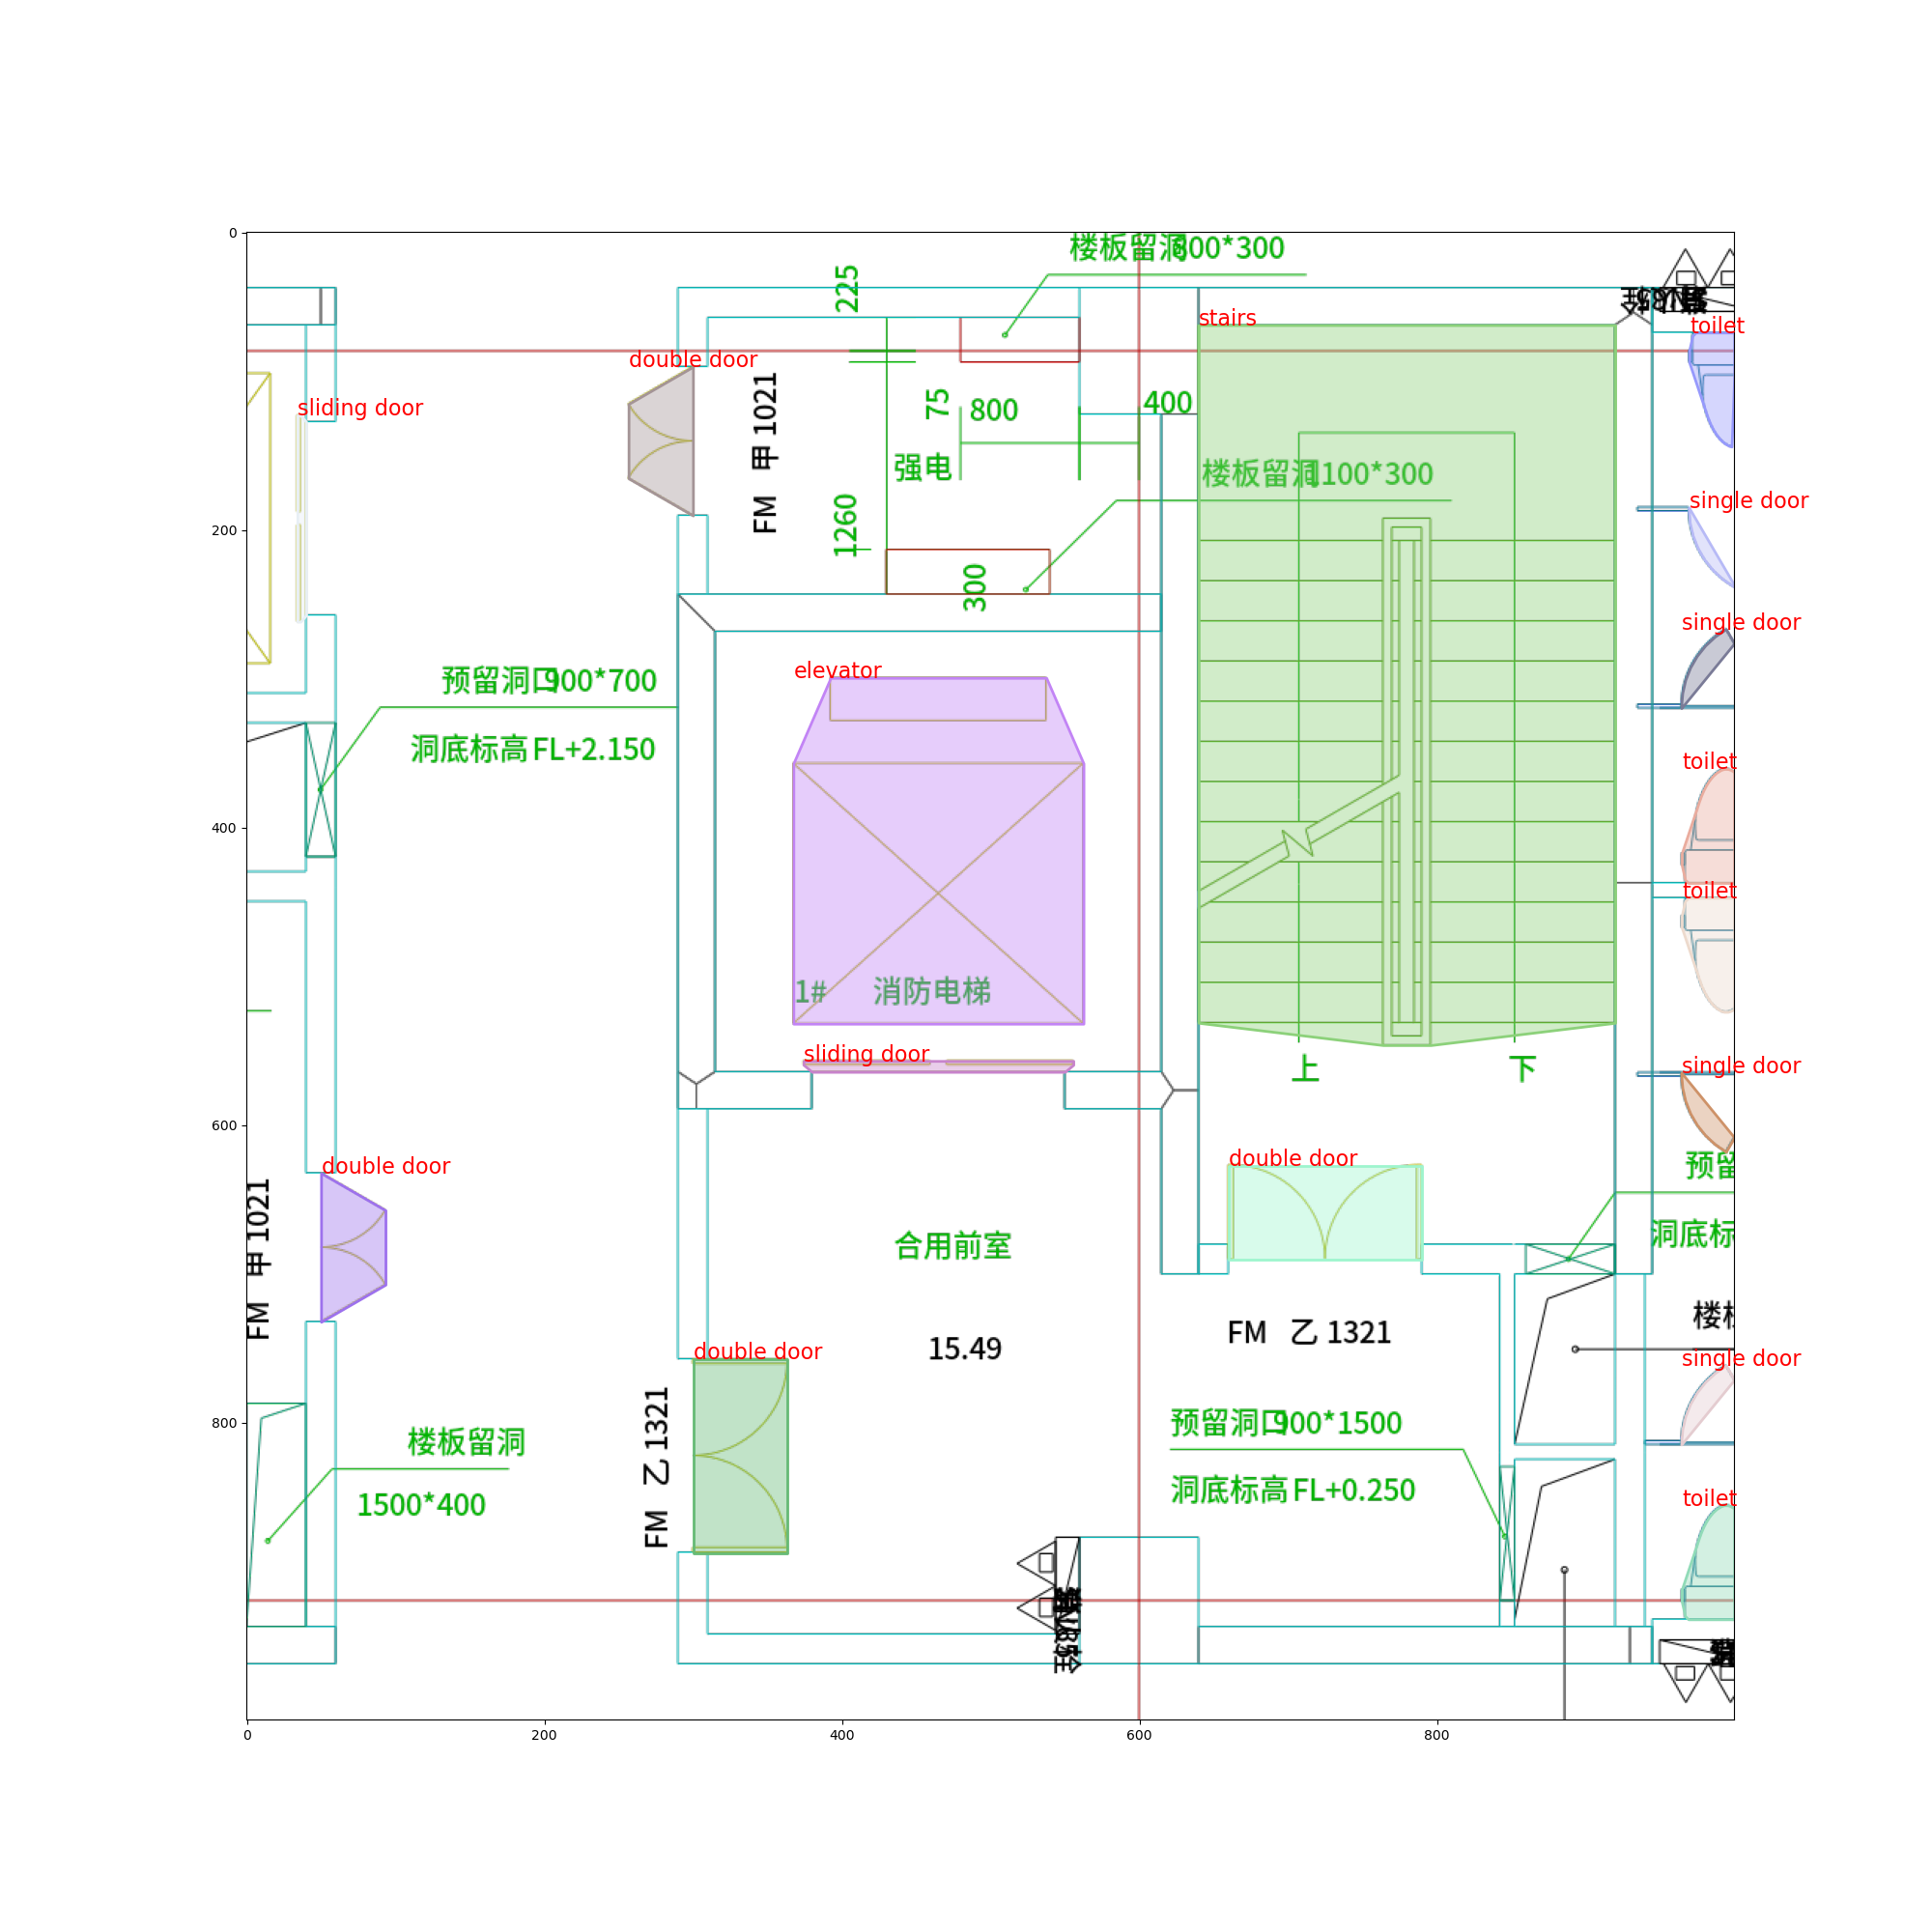 0
楼板留洞800*300
225
stairs
toilet
double door
sliding door
FM 甲 1021
75
800
400
强电
楼板留洞1100*300
single door
200
1260
300
single door
elevator
预留洞口900*700
洞底标高FL+2.150
toilet
400
toilet
1# 消防电梯
sliding door
上
下
single door
600
double door
double door
预留
洞底标
FM 甲 1021
合用前室
楼板
FM 乙 1321
15.49
double door
single door
FM 乙 1321
800
楼板留洞
1500*400
预留洞口900*1500
洞底标高FL+0.250
toilet
0
200
400
600
800